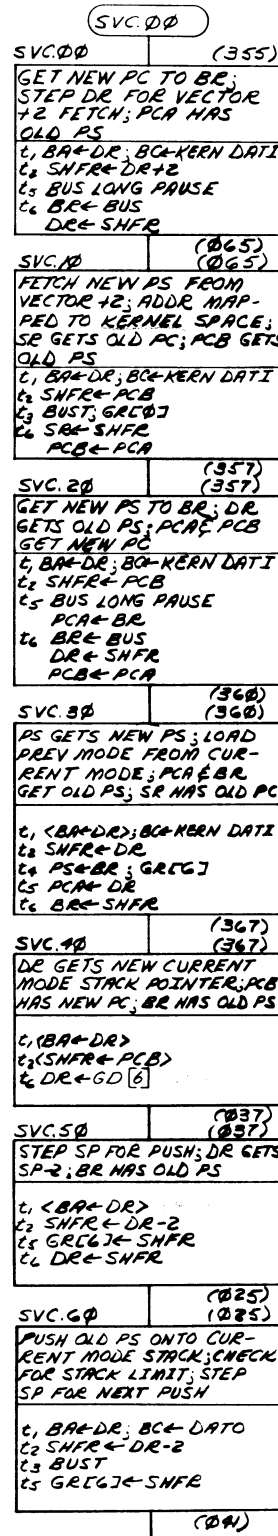 SVC.ØØ
SVC.ØØ (355)
GET NEW PC TO BR;
STEP DR FOR VECTOR
+2 FETCH; PCA HAS
OLD PS
t₁ BA←DR; BC←KERN DATI
t₂ SHFR←DR+2
t₅ BUS LONG PAUSE
t₆ BR←BUS
DR←SHFR
(Ø65)
SVC.1Ø (Ø65)
FETCH NEW PS FROM
VECTOR +2; ADDR MAP-
PED TO KERNEL SPACE;
SR GETS OLD PC; PCB GETS
OLD PS
t₁ BA←DR; BC←KERN DATI
t₂ SHFR←PCB
t₃ BUST; GR[Ø]
t₆ SR←SHFR
PCB←PCA
(357)
SVC.2Ø (357)
GET NEW PS TO BR; DR
GETS OLD PS; PCA & PCB
GET NEW PC
t₁ BA←DR; BC←KERN DATI
t₂ SHFR←PCB
t₅ BUS LONG PAUSE
PCA←BR
t₆ BR←BUS
DR←SHFR
PCB←PCA
(36Ø)
SVC.3Ø (36Ø)
PS GETS NEW PS; LOAD
PREV MODE FROM CUR-
RENT MODE; PCA & BR
GET OLD PS; SR HAS OLD PC
t₁ <BA←DR>; BC←KERN DATI
t₂ SHFR←DR
t₄ PS←BR; GR[6]
t₅ PCA←DR
t₆ BR←SHFR
(367)
SVC.4Ø (367)
DR GETS NEW CURRENT
MODE STACK POINTER; PCB
HAS NEW PC; BR HAS OLD PS
t₁ <BA←DR>
t₂ <SHFR←PCB>
t₆ DR←GD[6]
(Ø37)
SVC.5Ø (Ø37)
STEP SP FOR PUSH; DR GETS
SP-2; BR HAS OLD PS
t₁ <BA←DR>
t₂ SHFR←DR-2
t₅ GR[6]←SHFR
t₆ DR←SHFR
(Ø25)
SVC.6Ø (Ø25)
PUSH OLD PS ONTO CUR-
RENT MODE STACK; CHECK
FOR STACK LIMIT; STEP
SP FOR NEXT PUSH
t₁ BA←DR; BC←DATO
t₂ SHFR←DR-2
t₃ BUST
t₅ GR[6]←SHFR
(Ø41)